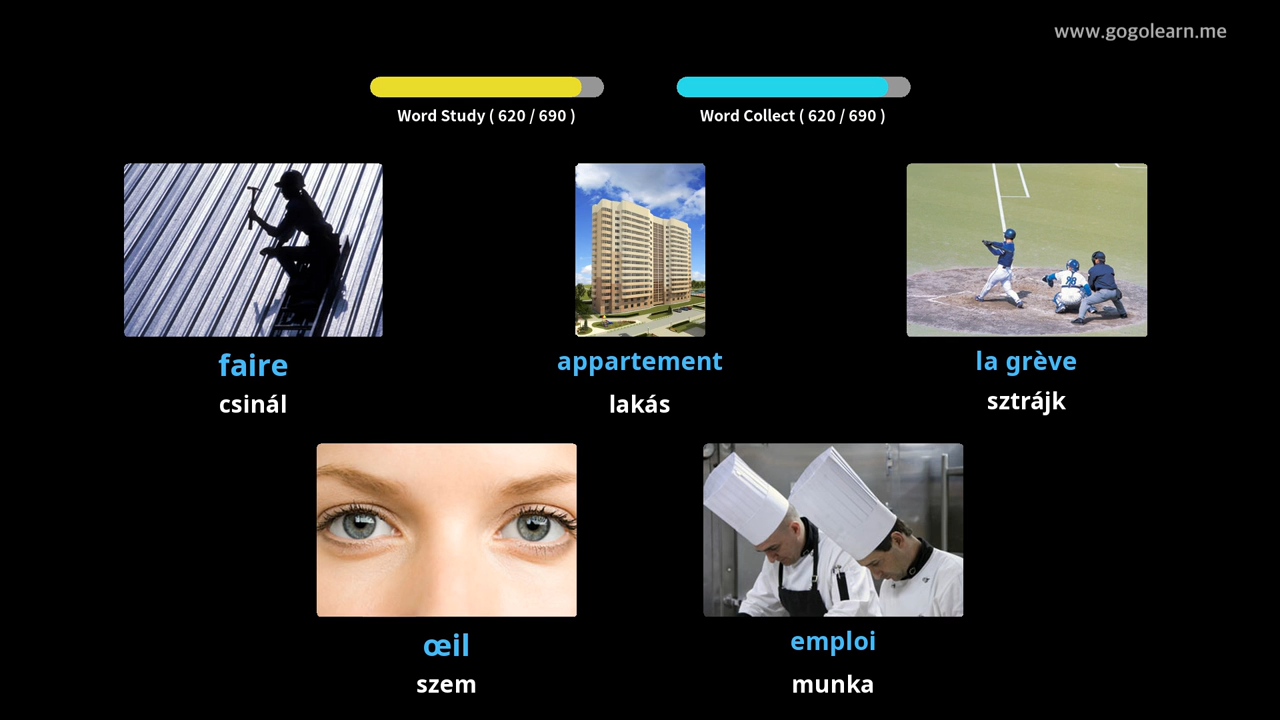 www.gogolearn.me
Word Study ( 620 / 690 )
Word Collect ( 620 / 690 )
faire
csinál
appartement
lakás
la grève
sztrájk
œil
szem
emploi
munka